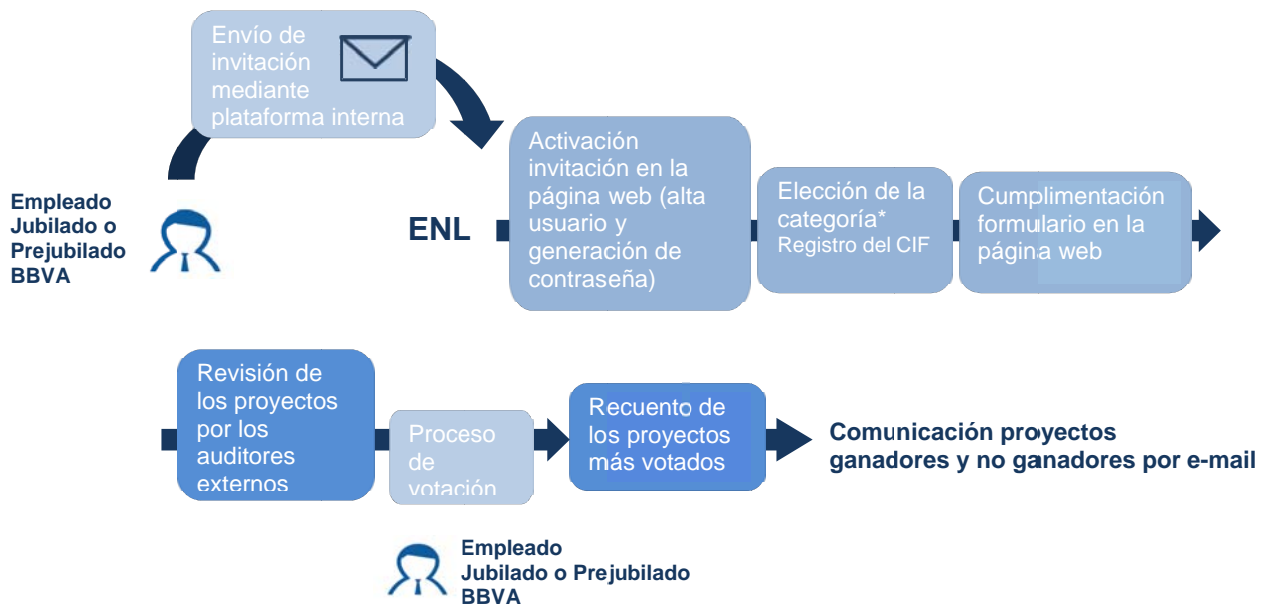 Envío de
invitación
mediante
plataforma interna
Empleado
Jubilado o
Prejubilado
BBVA
ENL
Activación
invitación en la
página web (alta
usuario y
generación de
contraseña)
Elección de la
categoría*
Registro del CIF
Cumplimentación
formulario en la
página web
Revisión de
los proyectos
por los
auditores
externos
Proceso
de
votación
Recuento de
los proyectos
más votados
Comunicación proyectos
ganadores y no ganadores por e-mail
Empleado
Jubilado o Prejubilado
BBVA